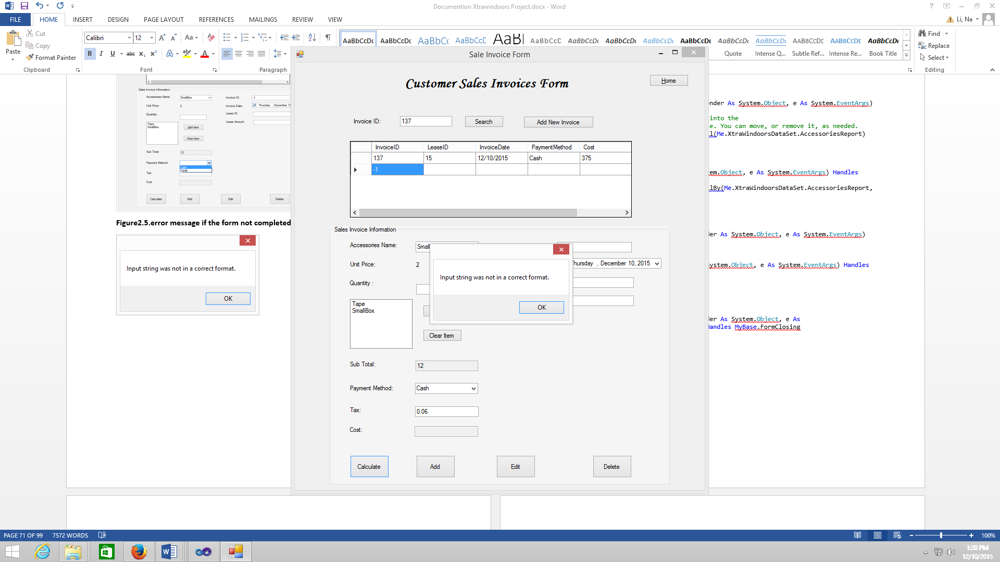 Documention Xtrawindoors Project.docx - Word
FILE HOME INSERT DESIGN PAGE LAYOUT REFERENCES MAILINGS REVIEW VIEW
Li, Na
Paste
Cut
Copy
Format Painter
Clipboard
Calibri 12
Font
Paragraph
AaBbCcDc AaBbCcDc AaBbCc AaBbCcD AaBl AaBbCcD AaBbCcDc AaBbCcDc AaBbCcDc AaBbCcDc AaBbCcDc AaBbCcDc AABBCCDC AABBCCDC AaBbCcDc
Quote Intense Q... Subtle Ref... Intense Re... Book Title
Find
Replace
Select
Editing
Sales Invoice Information
Accessories Name: SmallBox Invoice ID: -1
Unit Price: 2 Invoice Date: Thursday , December 10
Quantity : Lease ID:
Tape
SmallBox
Add Item
Lease Amount:
Clear Item
Sub Total: 12
Payment Method:
Cash
Credit
Tax:
Cost:
Calculate Add Edit Delete
Figure2.5.error message if the form not completed
Input string was not in a correct format.
OK
Sale Invoice Form
Customer Sales Invoices Form
Home
Invoice ID: 137 Search Add New Invoice
InvoiceID LeaseID InvoiceDate PaymentMethod Cost
137 15 12/10/2015 Cash 375
-1
Sales Invoice Information
Accessories Name: Small
Unit Price: 2
Thursday , December 10, 2015
Quantity :
Tape
SmallBox
Clear Item
Sub Total: 12
Payment Method: Cash
Tax: 0.06
Cost:
Calculate Add Edit Delete
Input string was not in a correct format.
OK
nder As System.Object, e As System.EventArgs)
into the
e. You can move, or remove it, as needed.
l(Me.XtraWindoorsDataSet.AccessoriesReport)
em.Object, e As System.EventArgs) Handles
llBy(Me.XtraWindoorsDataSet.AccessoriesReport,
er As System.Object, e As System.EventArgs)
ystem.Object, e As System.EventArgs) Handles
er As System.Object, e As
Handles MyBase.FormClosing
PAGE 71 OF 99 7572 WORDS
100%
1:30 PM
12/10/2015